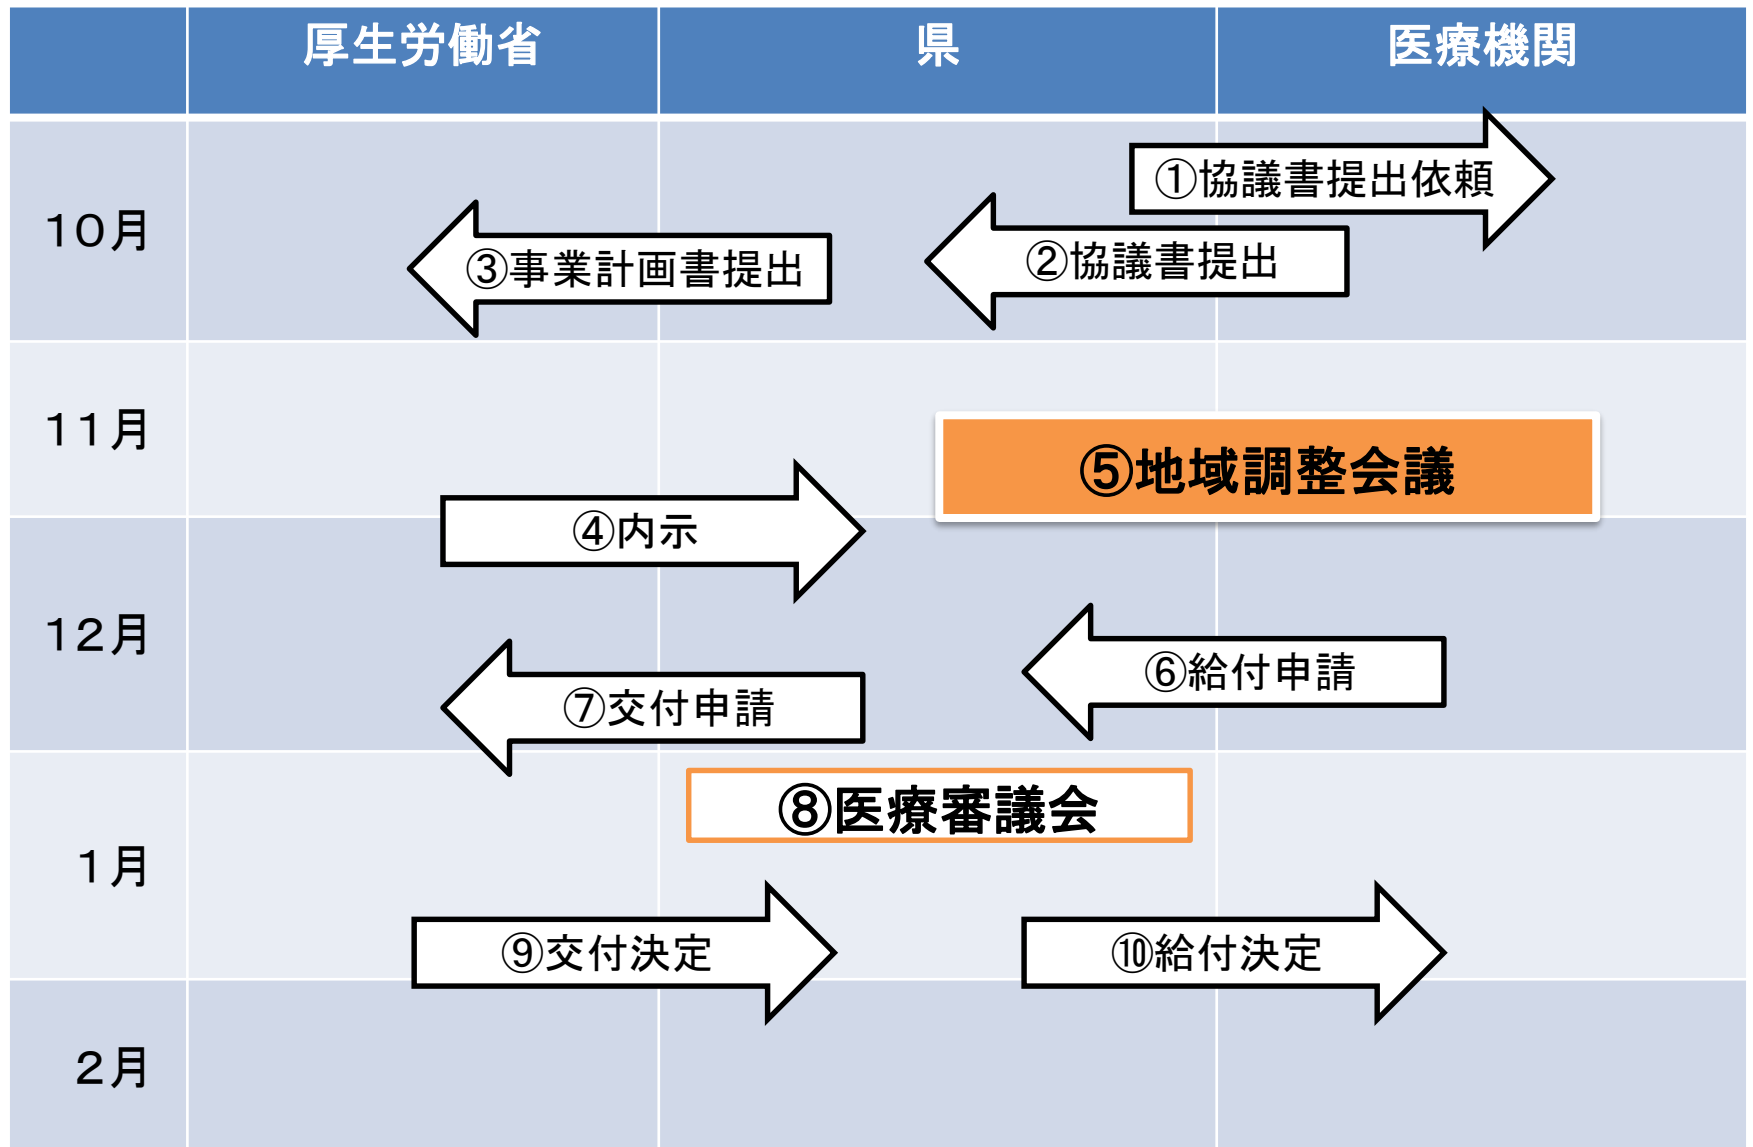 厚生労働省
県
医療機関
10月
①協議書提出依頼
②協議書提出
③事業計画書提出
11月
⑤地域調整会議
④内示
12月
⑥給付申請
⑦交付申請
⑧医療審議会
1月
⑨交付決定
⑩給付決定
2月